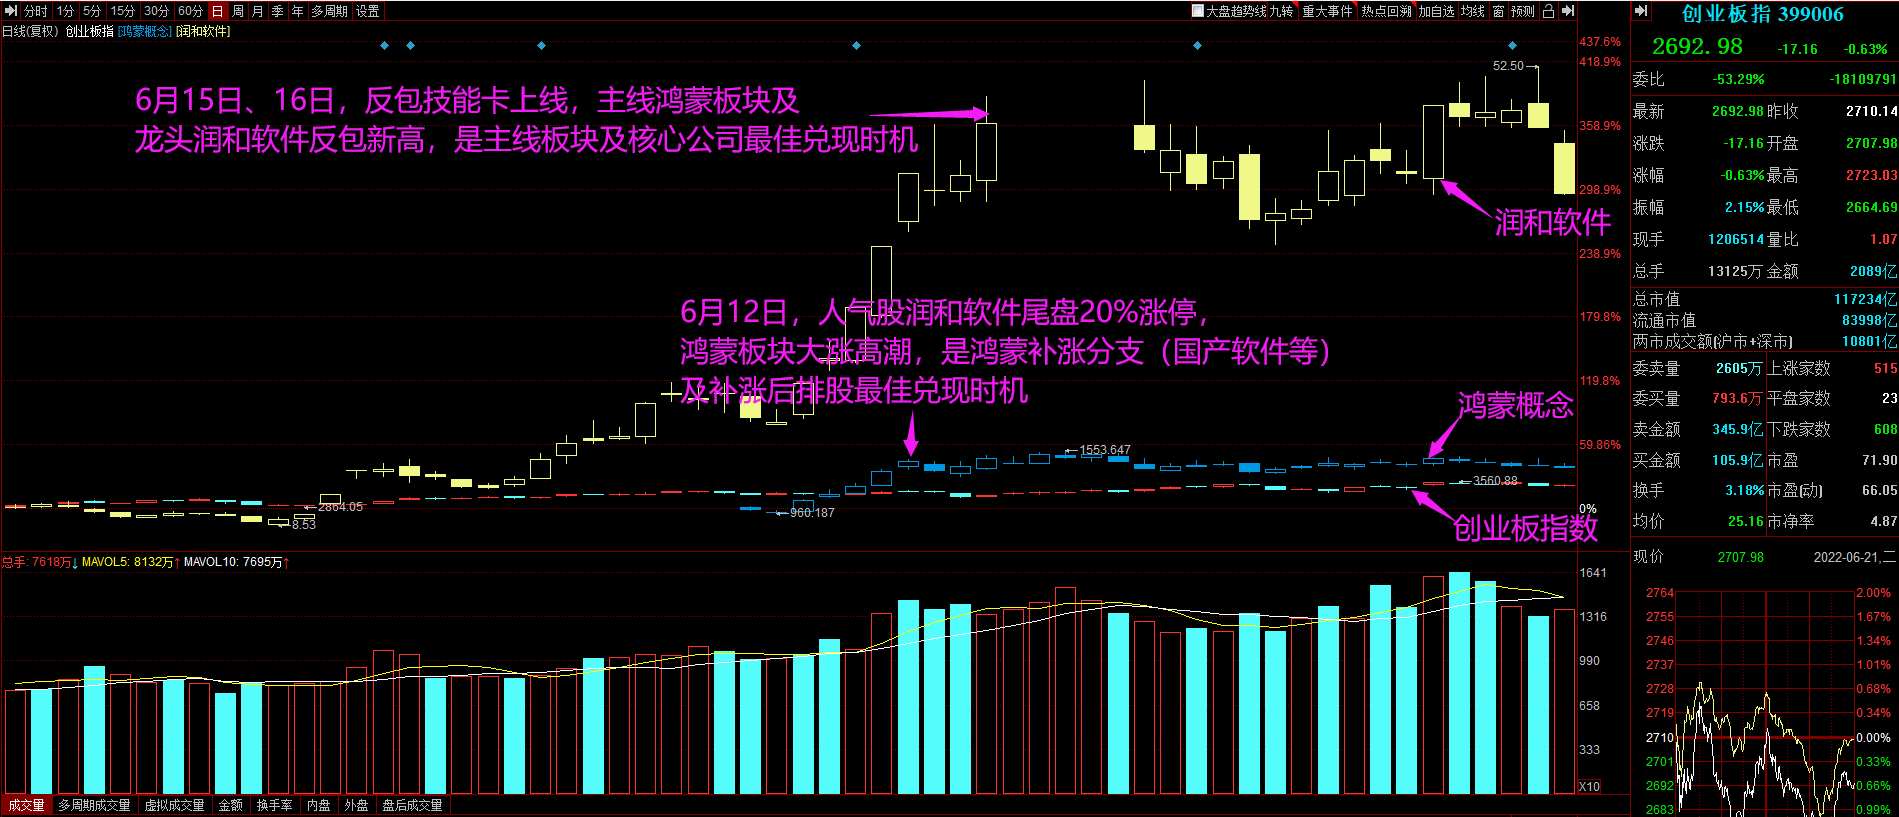 分时 1分 5分 15分 30分 60分 日 周 月 季 年 多周期 设置
大盘趋势线 九转 重大事件 热点回溯 加自选 均线 窗 预测
日线(复权) 创业板指 [鸿蒙概念] [润和软件]
437.6%
418.9%
358.9%
298.9%
238.9%
179.8%
119.8%
59.86%
0%
52.50
6月15日、16日，反包技能卡上线，主线鸿蒙板块及
龙头润和软件反包新高，是主线板块及核心公司最佳兑现时机
润和软件
6月12日，人气股润和软件尾盘20%涨停，
鸿蒙板块大涨高潮，是鸿蒙补涨分支（国产软件等）
及补涨后排股最佳兑现时机
鸿蒙概念
1553.647
3560.88
2864.05
8.53
960.187
创业板指数
总手: 7618万↓ MAVOL5: 8132万↑ MAVOL10: 7695万↑
1641
1316
990
658
333
X10
成交量 多周期成交量 虚拟成交量 金额 换手率 内盘 外盘 盘后成交量
创业板指 399006
2692.98 -17.16 -0.63%
委比 -53.29% -18109791
最新 2692.98 昨收 2710.14
涨跌 -17.16 开盘 2707.98
涨幅 -0.63% 最高 2723.03
振幅 2.15% 最低 2664.69
现手 1206514 量比 1.07
总手 13125万 金额 2089亿
总市值 117234亿
流通市值 83998亿
两市成交额(沪市+深市) 10801亿
委卖量 2605万 上涨家数 515
委买量 793.6万 平盘家数 23
卖金额 345.9亿 下跌家数 608
买金额 105.9亿 市盈 71.90
换手 3.18% 市盈(动) 66.05
均价 25.16 市净率 4.87
现价 2707.98 2022-06-21,二
2764 2.00%
2755 1.67%
2746 1.34%
2737 1.01%
2728 0.68%
2719 0.34%
2710 0.00%
2701 0.33%
2692 0.66%
2683 0.99%